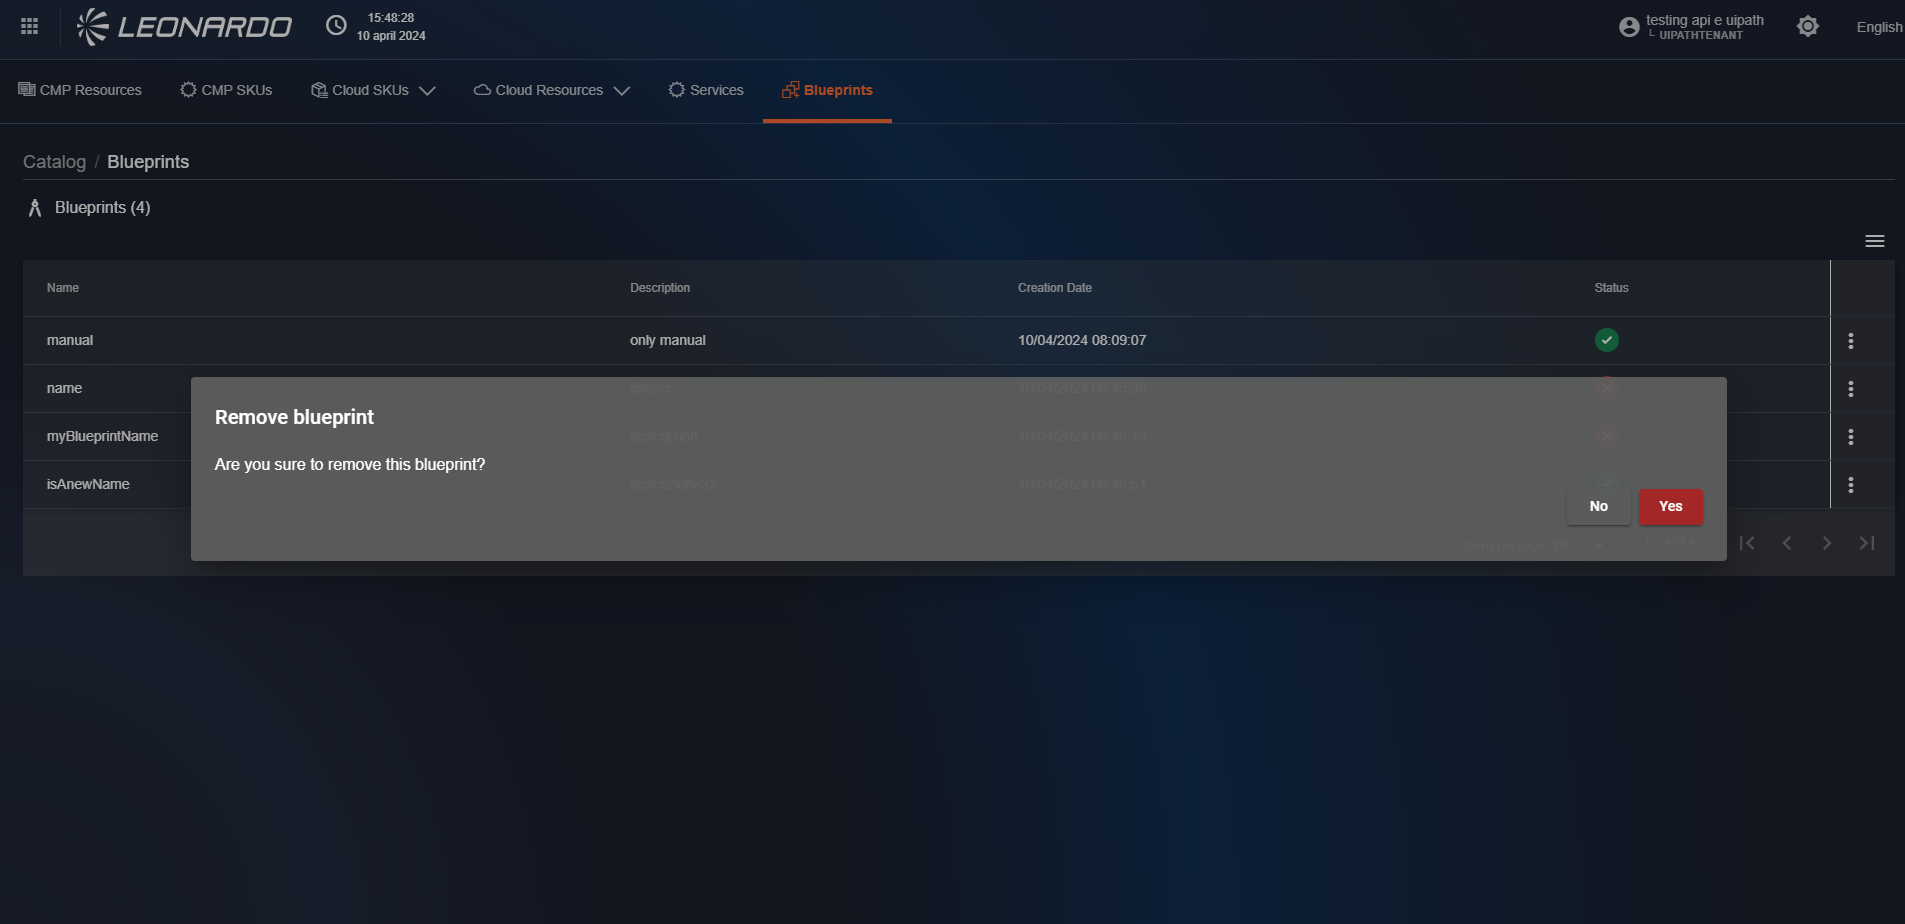 LEONARDO
15:48:28
10 april 2024
testing api e uipath
UIPATHTENANT
English
CMP Resources
CMP SKUs
Cloud SKUs
Cloud Resources
Services
Blueprints
Catalog / Blueprints
Blueprints (4)
Name
Description
Creation Date
Status
manual
only manual
10/04/2024 08:09:07
name
10/04/2024 09:45:36
myBlueprintName
description
10/04/2024 09:46:13
isAnewName
descrizione32
10/04/2024 09:46:51
Remove blueprint
Are you sure to remove this blueprint?
No
Yes
Items per page